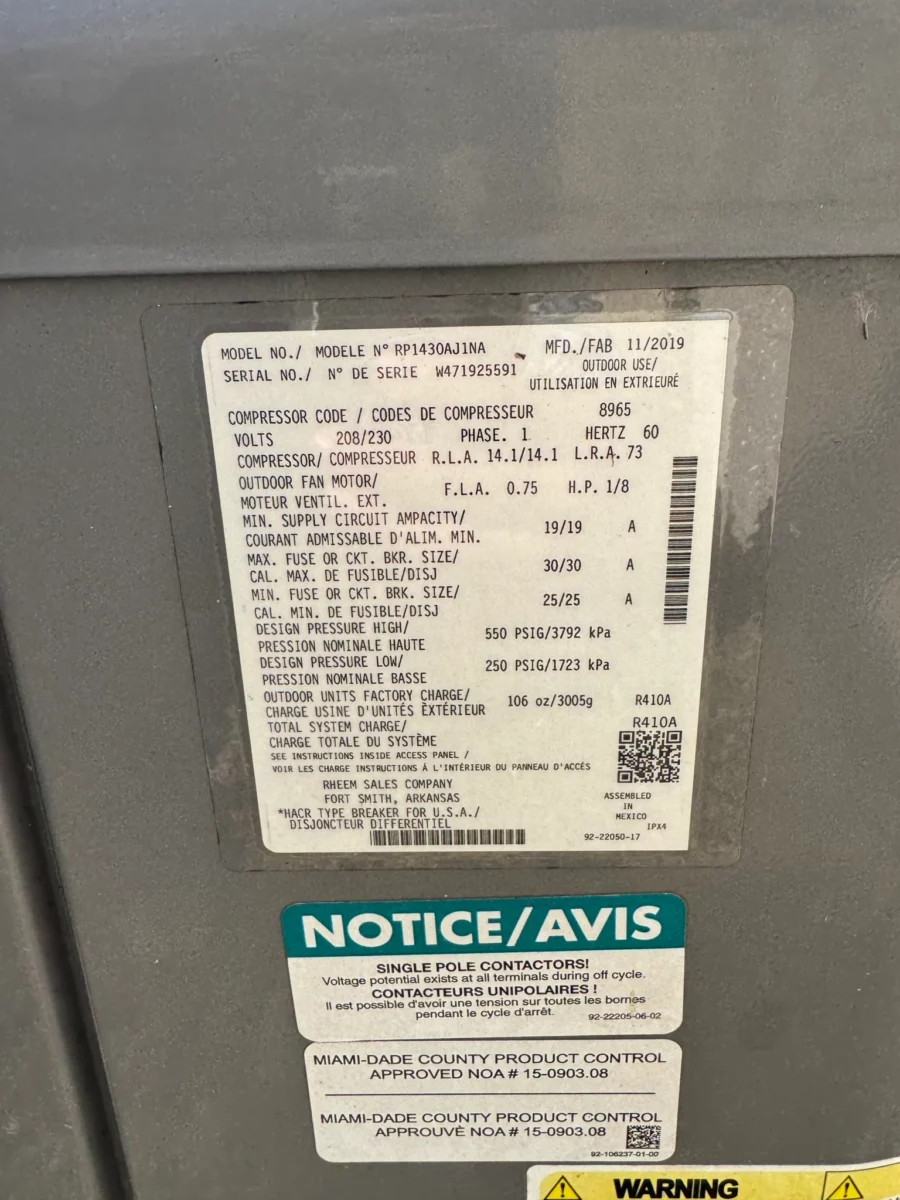 MODEL NO./ MODELE N° RP1430AJ1NA MFD./FAB 11/2019
SERIAL NO./ N° DE SERIE W471925591 OUTDOOR USE/
UTILISATION EN EXTRIEURÉ
COMPRESSOR CODE / CODES DE COMPRESEUR 8965
VOLTS 208/230 PHASE. 1 HERTZ 60
COMPRESSOR/ COMPRESSEUR R.L.A. 14.1/14.1 L.R.A. 73
OUTDOOR FAN MOTOR/
MOTEUR VENTIL. EXT. F.L.A. 0.75 H.P. 1/8
MIN. SUPPLY CIRCUIT AMPACITY/
COURANT ADMISSABLE D'ALIM. MIN. 19/19 A
MAX. FUSE OR CKT. BKR. SIZE/
CAL. MAX. DE FUSIBLE/DISJ 30/30 A
MIN. FUSE OR CKT. BRK. SIZE/
CAL. MIN. DE FUSIBLE/DISJ 25/25 A
DESIGN PRESSURE HIGH/
PRESSION NOMINALE HAUTE 550 PSIG/3792 kPa
DESIGN PRESSURE LOW/
PRESSION NOMINALE BASSE 250 PSIG/1723 kPa
OUTDOOR UNITS FACTORY CHARGE/
CHARGE USINE D'UNITÉS ÈXTÉRIEUR 106 oz/3005g R410A
TOTAL SYSTEM CHARGE/
CHARGE TOTALE DU SYSTÈME R410A
SEE INSTRUCTIONS INSIDE ACCESS PANEL /
VOIR LES CHARGE INSTRUCTIONS À L'INTÉRIEUR DU PANNEAU D'ACCÈS
RHEEM SALES COMPANY
FORT SMITH, ARKANSAS
*HACR TYPE BREAKER FOR U.S.A./
DISJONCTEUR DIFFERENTIEL
ASSEMBLED
IN
MEXICO
IPX4
92-22050-17
NOTICE/AVIS
SINGLE POLE CONTACTORS!
Voltage potential exists at all terminals during off cycle.
CONTACTEURS UNIPOLAIRES !
Il est possible d'avoir une tension sur toutes les bornes
pendant le cycle d'arrêt. 92-22205-06-02
MIAMI-DADE COUNTY PRODUCT CONTROL
APPROVED NOA # 15-0903.08
MIAMI-DADE COUNTY PRODUCT CONTROL
APPROUVÈ NOA # 15-0903.08
92-106237-01-00
WARNING